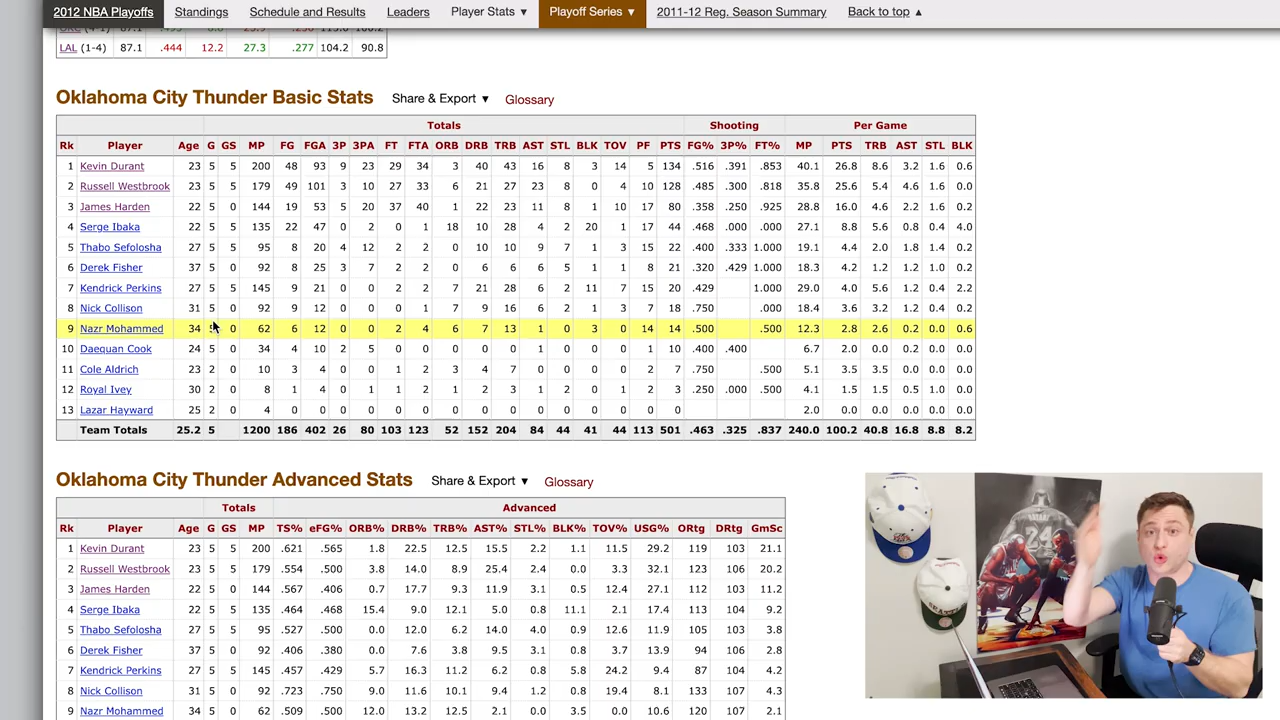 2012 NBA Playoffs Standings Schedule and Results Leaders Player Stats ▼ Playoff Series ▼ 2011-12 Reg. Season Summary Back to top ▲
LAL (1-4) 87.1 .444 12.2 27.3 .277 104.2 90.8
Oklahoma City Thunder Basic Stats Share & Export ▼ Glossary
Totals Shooting Per Game
Rk Player Age G GS MP FG FGA 3P 3PA FT FTA ORB DRB TRB AST STL BLK TOV PF PTS FG% 3P% FT% MP PTS TRB AST STL BLK
1 Kevin Durant 23 5 5 200 48 93 9 23 29 34 3 40 43 16 8 3 14 5 134 .516 .391 .853 40.1 26.8 8.6 3.2 1.6 0.6
2 Russell Westbrook 23 5 5 179 49 101 3 10 27 33 6 21 27 23 8 0 4 10 128 .485 .300 .818 35.8 25.6 5.4 4.6 1.6 0.0
3 James Harden 22 5 0 144 19 53 5 20 37 40 1 22 23 11 8 1 10 17 80 .358 .250 .925 28.8 16.0 4.6 2.2 1.6 0.2
4 Serge Ibaka 22 5 5 135 22 47 0 2 0 1 18 10 28 4 2 20 1 17 44 .468 .000 .000 27.1 8.8 5.6 0.8 0.4 4.0
5 Thabo Sefolosha 27 5 5 95 8 20 4 12 2 2 0 10 10 9 7 1 3 15 22 .400 .333 1.000 19.1 4.4 2.0 1.8 1.4 0.2
6 Derek Fisher 37 5 0 92 8 25 3 7 2 2 0 6 6 6 5 1 1 8 21 .320 .429 1.000 18.3 4.2 1.2 1.2 1.0 0.2
7 Kendrick Perkins 27 5 5 145 9 21 0 0 2 2 7 21 28 6 2 11 7 15 20 .429 1.000 29.0 4.0 5.6 1.2 0.4 2.2
8 Nick Collison 31 5 0 92 9 12 0 0 0 1 7 9 16 6 2 1 3 7 18 .750 .000 18.4 3.6 3.2 1.2 0.4 0.2
9 Nazr Mohammed 34 5 0 62 6 12 0 0 2 4 6 7 13 1 0 3 0 14 14 .500 .500 12.3 2.8 2.6 0.2 0.0 0.6
10 Daequan Cook 24 5 0 34 4 10 2 5 0 0 0 0 0 1 0 0 0 1 10 .400 .400 6.7 2.0 0.0 0.2 0.0 0.0
11 Cole Aldrich 23 2 0 10 3 4 0 0 1 2 3 4 7 0 0 0 0 2 7 .750 .500 5.1 3.5 3.5 0.0 0.0 0.0
12 Royal Ivey 30 2 0 8 1 4 0 1 1 2 1 2 3 1 2 0 1 2 3 .250 .000 .500 4.1 1.5 1.5 0.5 1.0 0.0
13 Lazar Hayward 25 2 0 4 0 0 0 0 0 0 0 0 0 0 0 0 0 0 0 2.0 0.0 0.0 0.0 0.0 0.0
Team Totals 25.2 5 1200 186 402 26 80 103 123 52 152 204 84 44 41 44 113 501 .463 .325 .837 240.0 100.2 40.8 16.8 8.8 8.2
Oklahoma City Thunder Advanced Stats Share & Export ▼ Glossary
Totals Advanced
Rk Player Age G GS MP TS% eFG% ORB% DRB% TRB% AST% STL% BLK% TOV% USG% ORtg DRtg GmSc
1 Kevin Durant 23 5 5 200 .621 .565 1.8 22.5 12.5 15.5 2.2 1.1 11.5 29.2 119 103 21.1
2 Russell Westbrook 23 5 5 179 .554 .500 3.8 14.0 25.4 2.4 0.0 3.3 32.1 123 106 20.2
3 James Harden 22 5 0 144 .567 .406 0.7 17.7 9.3 11.9 3.1 0.5 12.4 27.1 112 103 11.2
4 Serge Ibaka 22 5 5 135 .464 .468 15.4 9.0 12.1 5.0 0.8 11.1 2.1 17.4 113 104 9.2
5 Thabo Sefolosha 27 5 5 95 .527 .500 0.0 12.0 6.2 14.0 4.0 0.9 12.6 11.9 105 103 3.8
6 Derek Fisher 37 5 0 92 .406 .380 0.0 7.6 3.8 9.5 3.1 0.8 3.7 13.9 94 106 2.8
7 Kendrick Perkins 27 5 5 145 .457 .429 5.7 16.3 11.2 6.2 0.8 5.8 24.2 9.4 87 104 4.2
8 Nick Collison 31 5 0 92 .723 .750 9.0 11.6 10.1 9.4 1.2 0.8 19.4 8.1 133 107 4.3
9 Nazr Mohammed 34 5 0 62 .509 .500 12.0 13.2 12.5 2.1 0.0 3.5 0.0 10.6 120 107 2.1
24